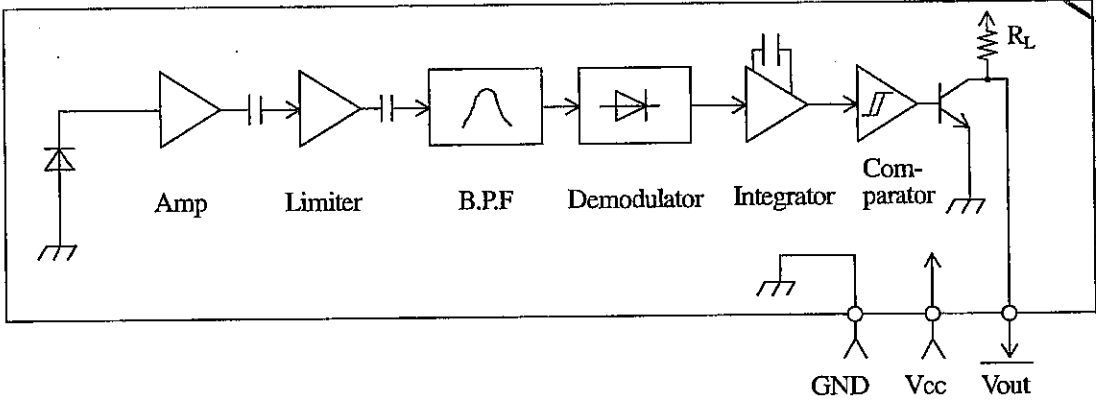 R_L
Amp
Limiter
B.P.F
Demodulator
Integrator
Com-
parator
GND
Vcc
Vout